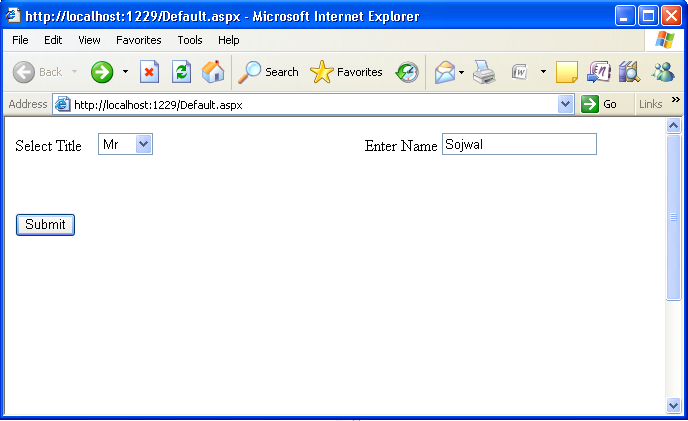 http://localhost:1229/Default.aspx - Microsoft Internet Explorer
File Edit View Favorites Tools Help
Back Search Favorites
Address http://localhost:1229/Default.aspx Go Links »
Select Title Mr Enter Name Sojwal
Submit